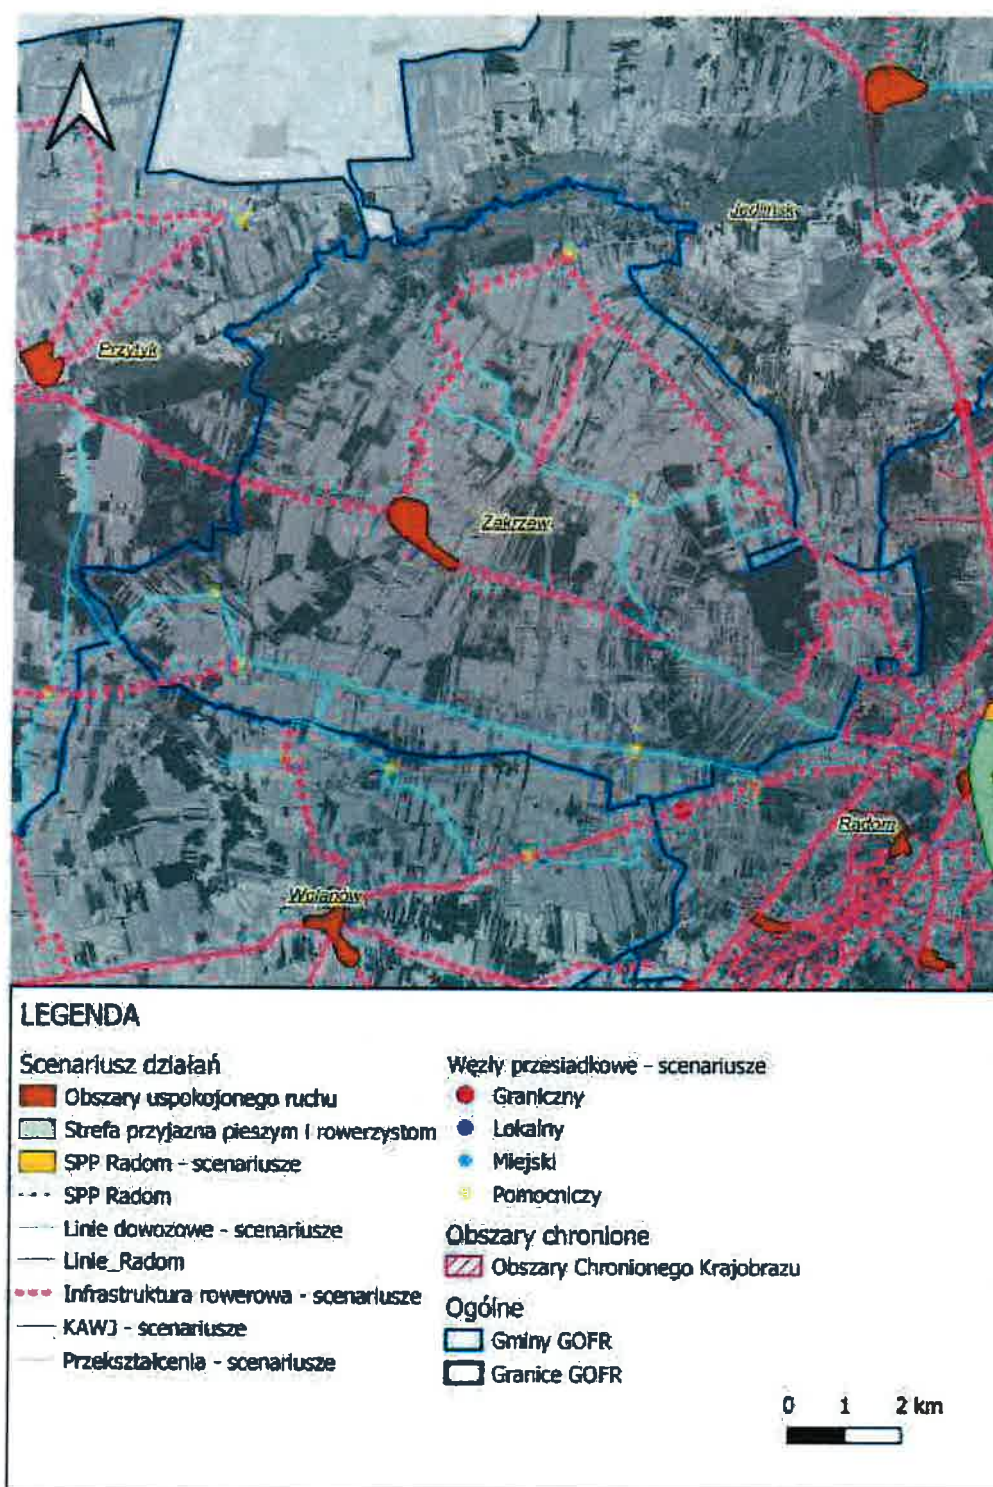 Jedlińsk
Przytyk
Zakrzew
Radom
Wolanów
LEGENDA
Scenariusz działań
Obszary uspokojonego ruchu
Strefa przyjazna pieszym i rowerzystom
SPP Radom - scenariusze
SPP Radom
Linie dowozowe - scenariusze
Linie_Radom
Infrastruktura rowerowa - scenariusze
KAWJ - scenariusze
Przekształcenia - scenariusze
Węzły przesiadkowe - scenariusze
Graniczny
Lokalny
Miejski
Pomocniczy
Obszary chronione
Obszary Chronionego Krajobrazu
Ogólne
Gminy GOFR
Granice GOFR
0 1 2 km